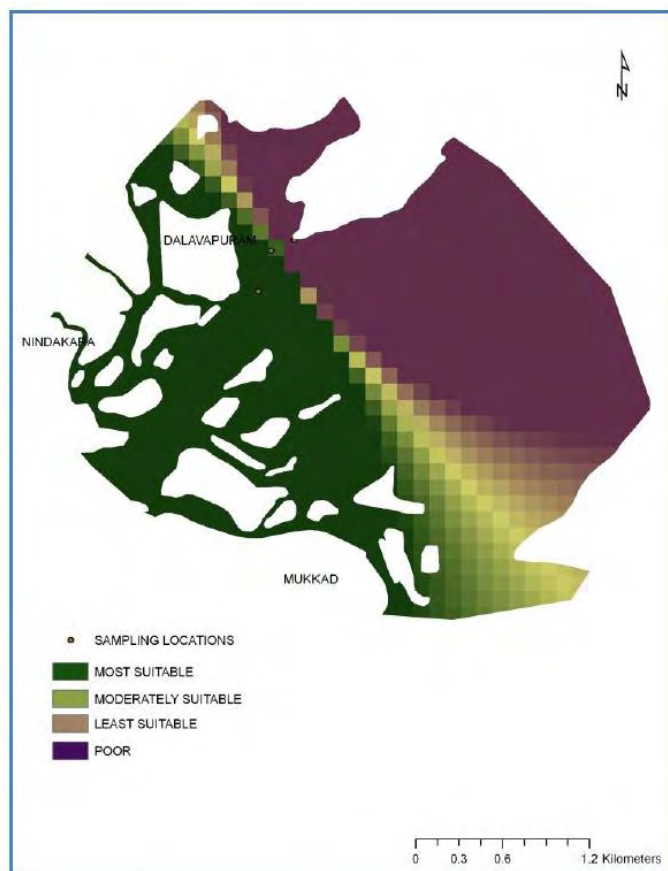 N
DALAVAPURAM
NINDAKARA
MUKKAD
SAMPLING LOCATIONS
MOST SUITABLE
MODERATELY SUITABLE
LEAST SUITABLE
POOR
0 0.3 0.6 1.2 Kilometers